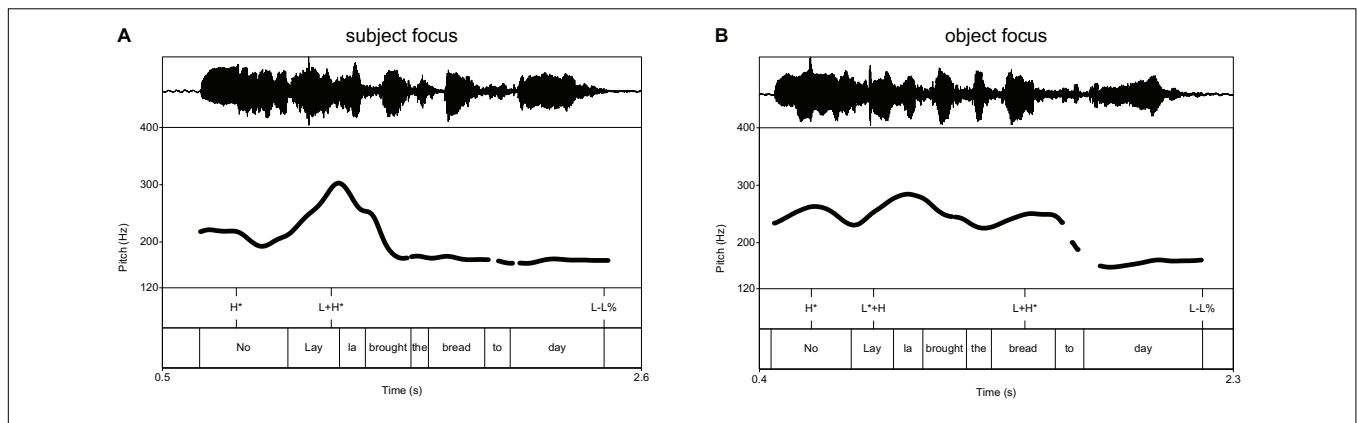 A subject focus
400
300
200
120
Pitch (Hz)
H* L+H* L-L%
No Lay la brought the bread to day
0.5 2.6
Time (s)
B object focus
400
300
200
120
Pitch (Hz)
H* L*+H L+H* L-L%
No Lay la brought the bread to day
0.4 2.3
Time (s)